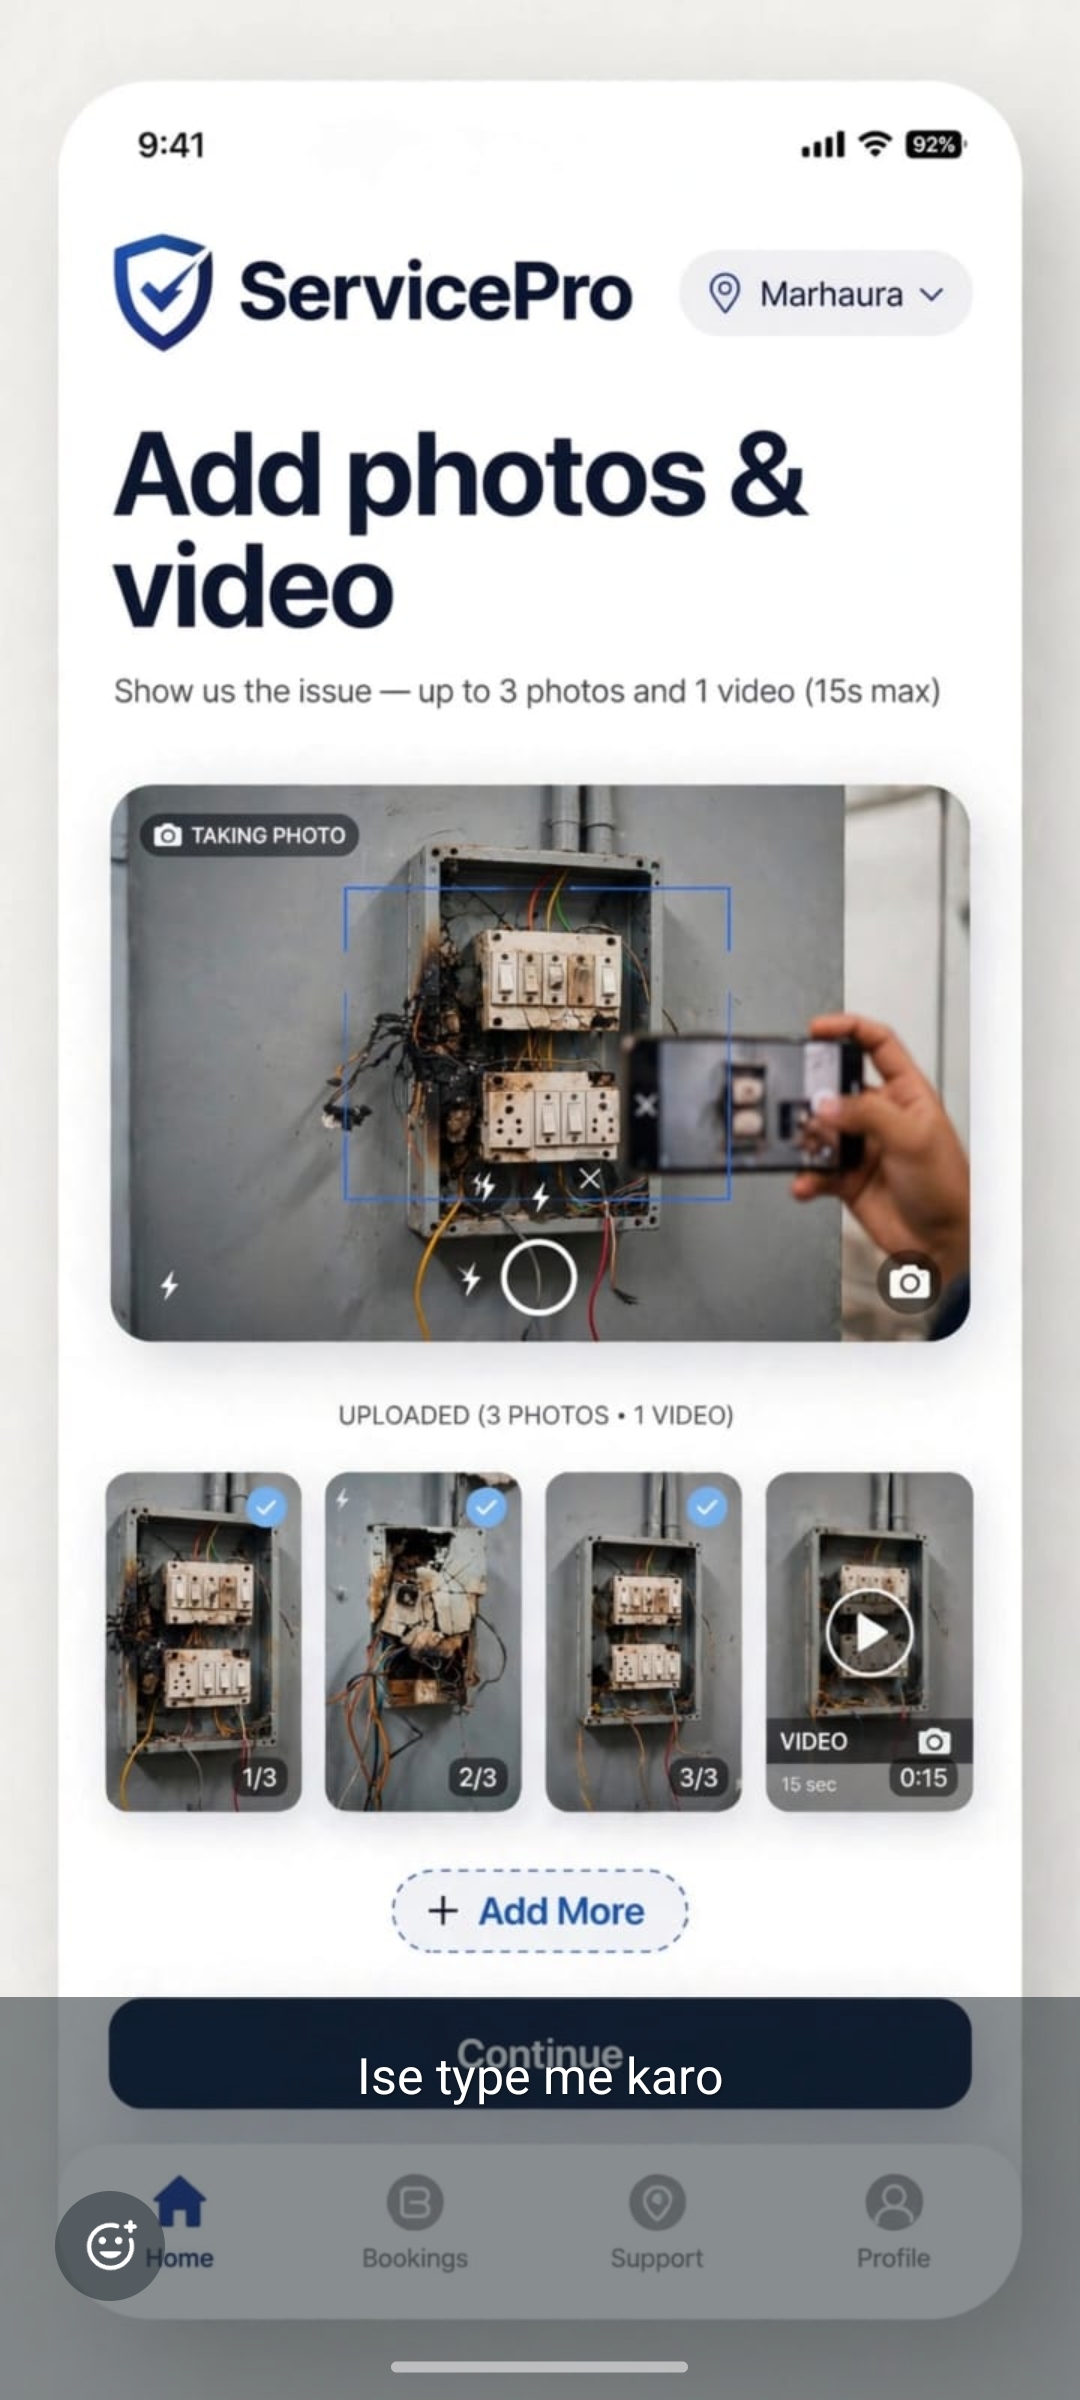 9:41
92%
ServicePro
Marhaura
Add photos &
video
Show us the issue — up to 3 photos and 1 video (15s max)
TAKING PHOTO
UPLOADED (3 PHOTOS • 1 VIDEO)
1/3
2/3
3/3
VIDEO
15 sec
0:15
+ Add More
Continue
Ise type me karo
Home
Bookings
Support
Profile